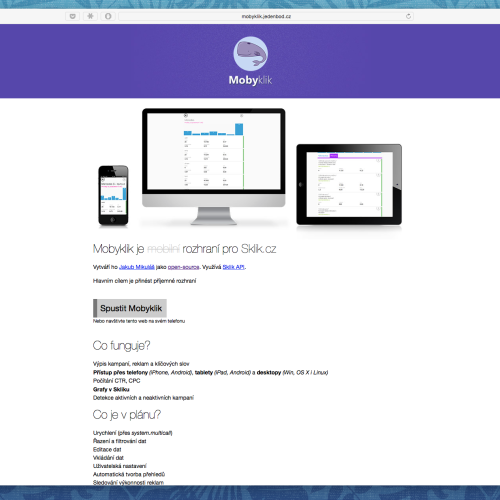 mobyklik.jedenbod.cz
Mobyklik
Mobyklik je mobilní rozhraní pro Sklik.cz
Vytváří ho Jakub Mikuláš jako open-source. Využívá Sklik API.
Hlavním cílem je přinést příjemné rozhraní
Spustit Mobyklik
Nebo navštivte tento web na svém telefonu
Co funguje?
Výpis kampaní, reklam a klíčových slov
Přístup přes telefony (iPhone, Android), tablety (iPad, Android) a desktopy (Win, OS X i Linux)
Počítání CTR, CPC
Grafy v Skliku
Detekce aktivních a neaktivních kampaní
Co je v plánu?
Urychlení (přes system.multicall)
Řazení a filtrování dat
Editace dat
Vkládání dat
Uživatelská nastavení
Automatická tvorba přehledů
Sledování výkonnosti reklam